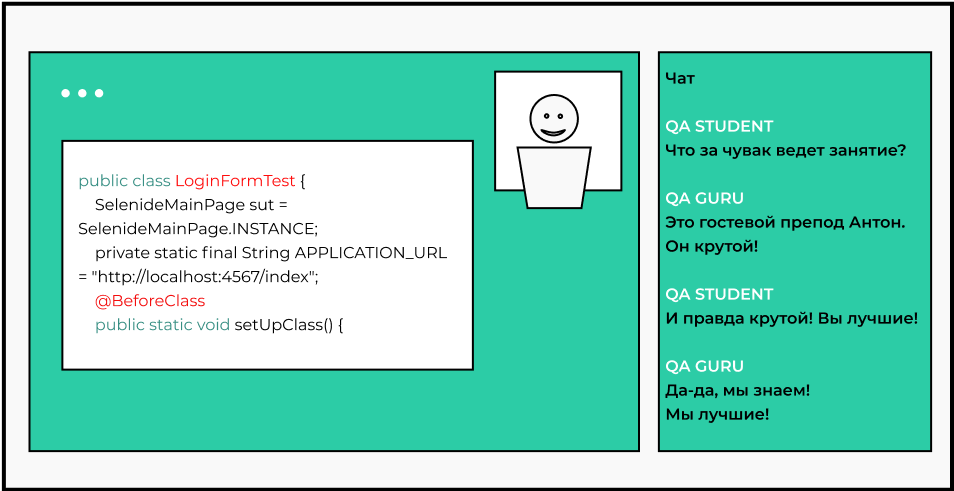 public class LoginFormTest {
SelenideMainPage sut =
SelenideMainPage.INSTANCE;
private static final String APPLICATION_URL
= "http://localhost:4567/index";
@BeforeClass
public static void setUpClass() {
Чат
QA STUDENT
Что за чувак ведет занятие?
QA GURU
Это гостевой препод Антон.
Он крутой!
QA STUDENT
И правда крутой! Вы лучшие!
QA GURU
Да-да, мы знаем!
Мы лучшие!